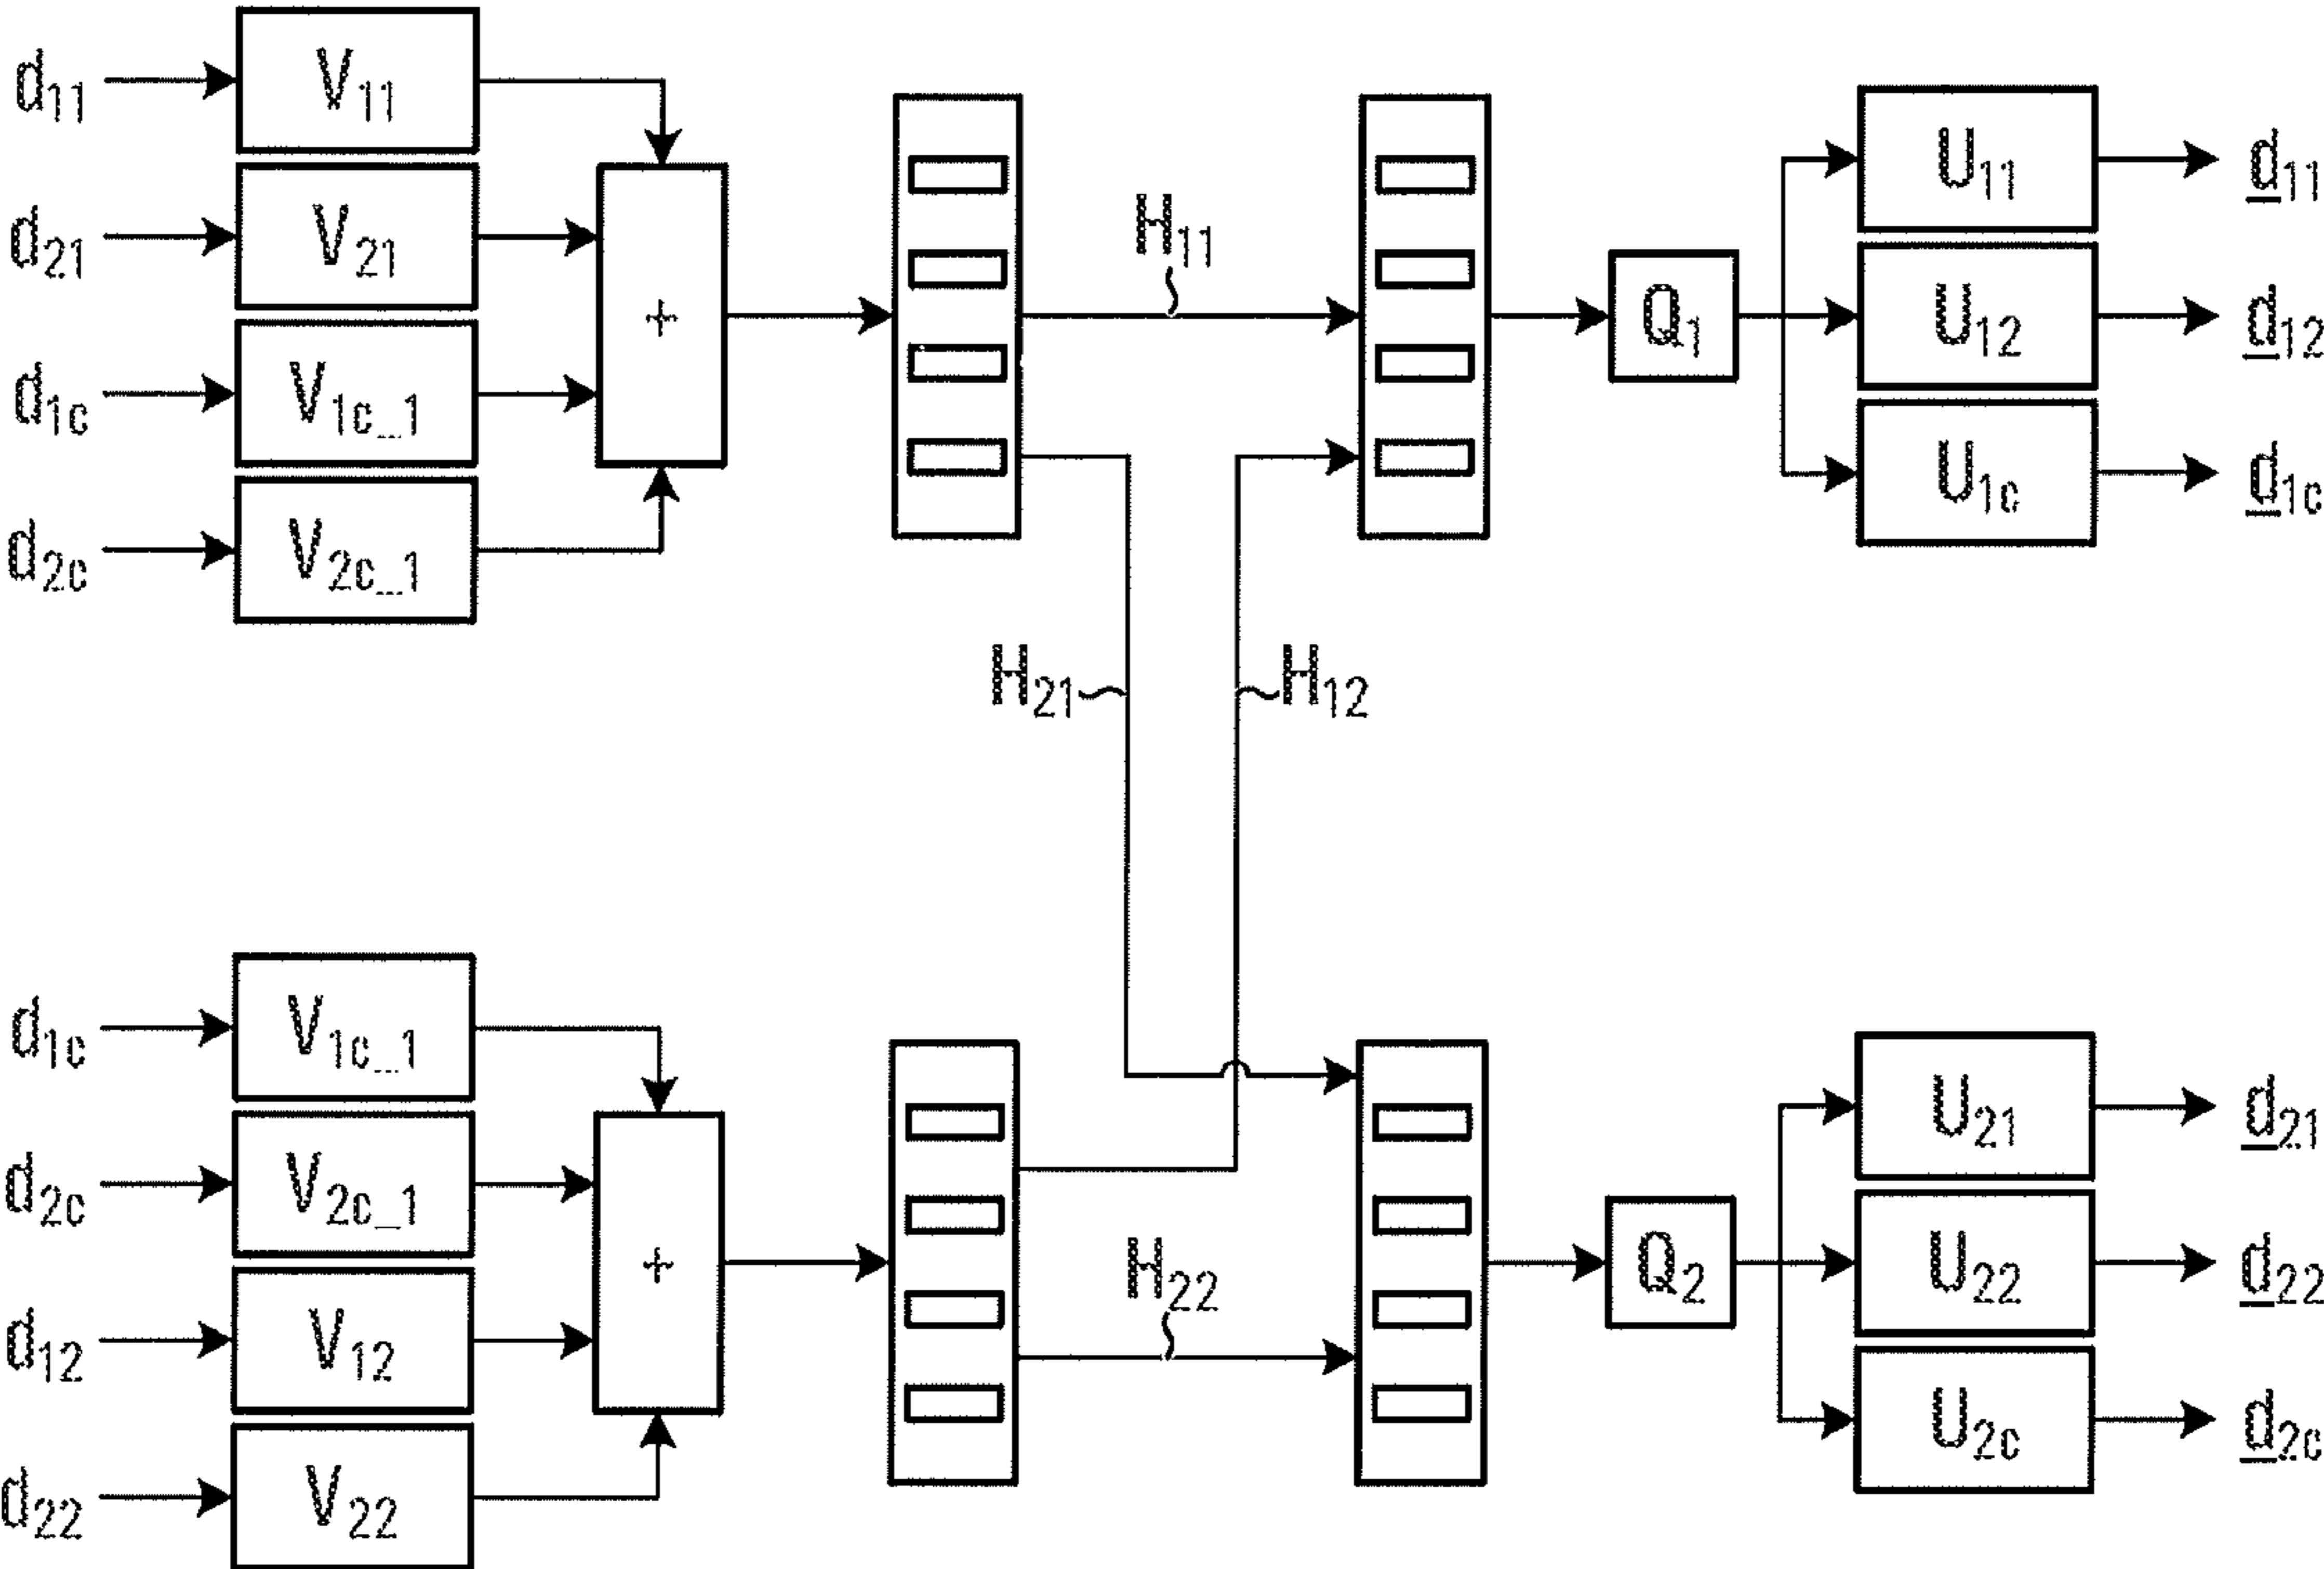 d11 V11
d21 V21
d1c V1c_1
d2c V2c_1
+
H11
Q1
U11 d11
U12 d12
U1c d1c
H21 H12
d1c V1c_1
d2c V2c_1
d12 V12
d22 V22
+
H22
Q2
U21 d21
U22 d22
U2c d2c